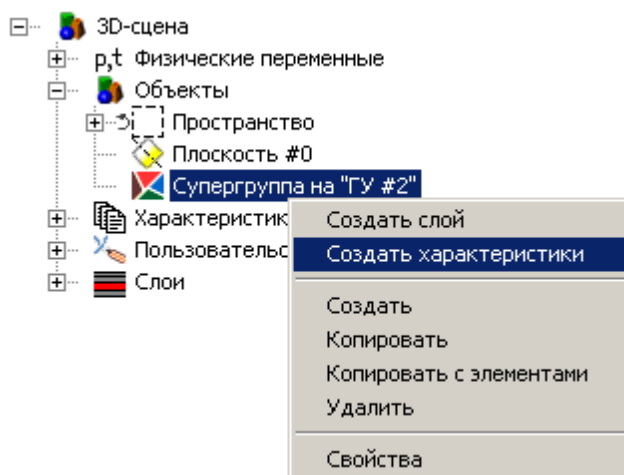 3D-сцена
p,t Физические переменные
Объекты
Пространство
Плоскость #0
Супергруппа на "ГУ #2"
Характеристик
Пользовательс
Слои
Создать слой
Создать характеристики
Создать
Копировать
Копировать с элементами
Удалить
Свойства